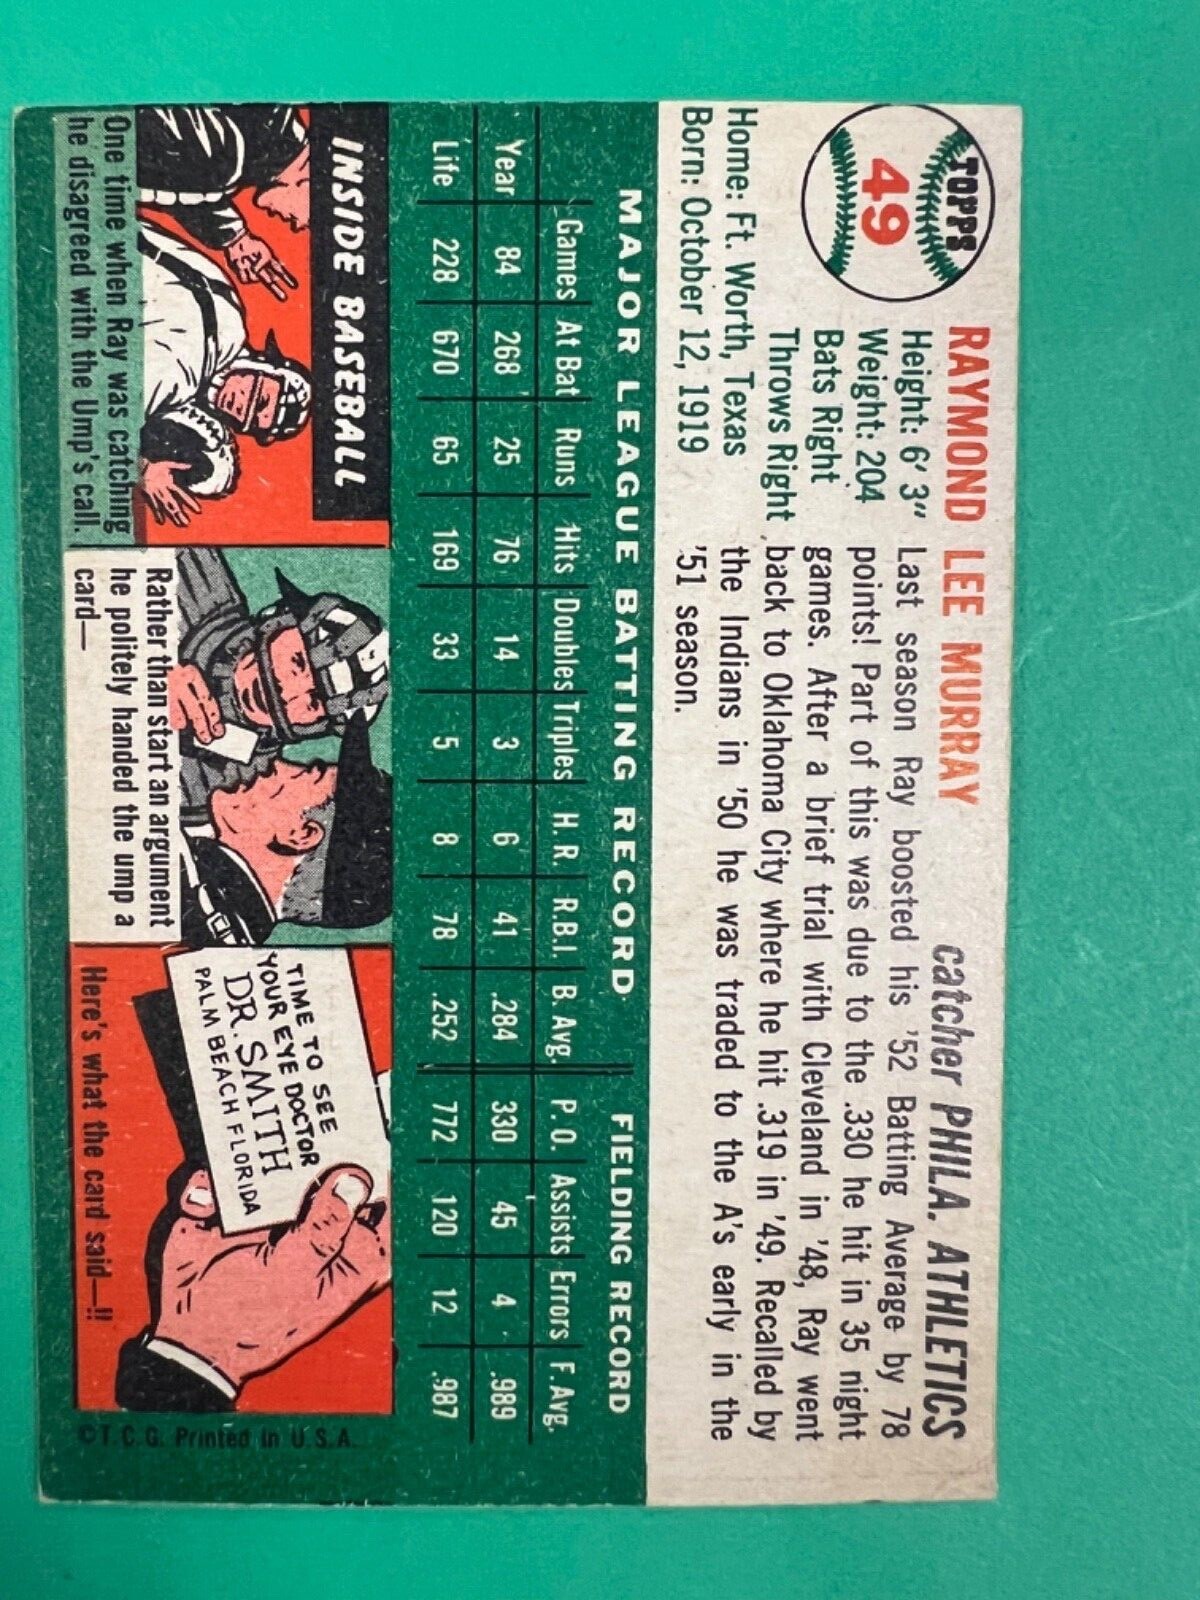 TOPPS
49
RAYMOND LEE MURRAY
catcher PHILA. ATHLETICS
Height: 6' 3"
Weight: 204
Bats Right
Throws Right
Home: Ft. Worth, Texas
Born: October 12, 1919
Last season Ray boosted his '52 Batting Average by 78
points! Part of this was due to the .330 he hit in 35 night
games. After a brief trial with Cleveland in '48, Ray went
back to Oklahoma City where he hit .319 in '49. Recalled by
the Indians in '50 he was traded to the A's early in the
'51 season.
MAJOR LEAGUE BATTING RECORD FIELDING RECORD
Games At Bat Runs Hits Doubles Triples H. R. R.B.I. B. Avg. P. O. Assists Errors F. Avg.
Year 84 268 25 76 14 3 6 41 .284 330 45 4 .989
Life 228 670 65 169 33 5 8 78 .252 772 120 12 .987
INSIDE BASEBALL
One time when Ray was catching
he disagreed with the Ump's call.
Rather than start an argument
he politely handed the ump a
card—
TIME TO SEE
YOUR EYE DOCTOR
DR. SMITH
PALM BEACH FLORIDA
Here's what the card said—!!
©T. C. G. Printed in U. S. A.